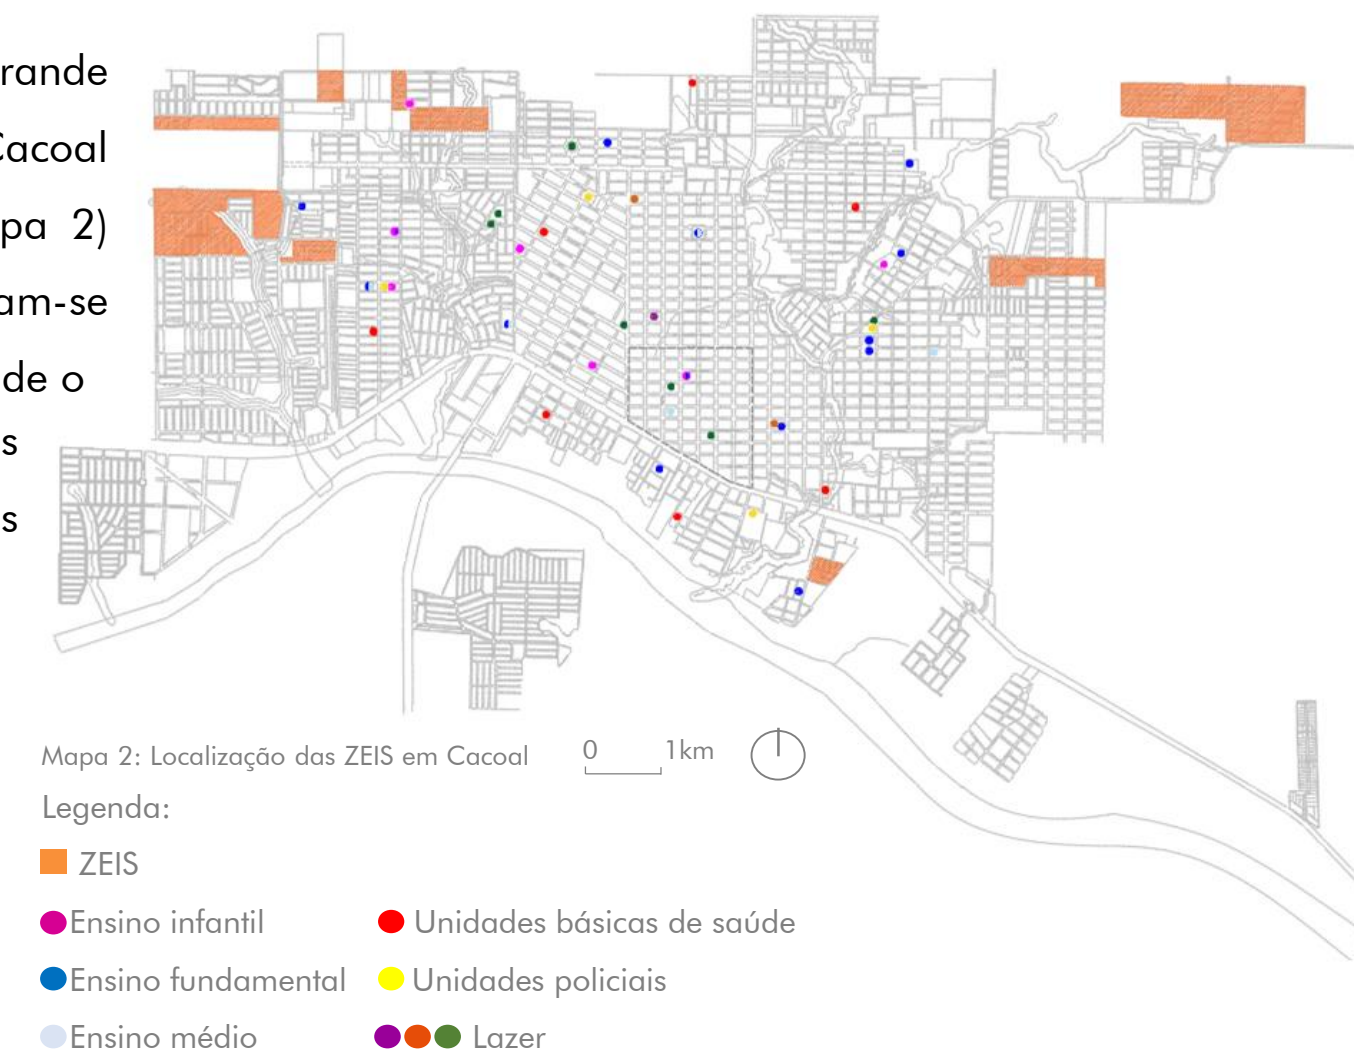 rande
Cacoal
pa 2)
am-se
de o
s
s
Mapa 2: Localização das ZEIS em Cacoal
0 1km
Legenda:
ZEIS
Ensino infantil Unidades básicas de saúde
Ensino fundamental Unidades policiais
Ensino médio Lazer